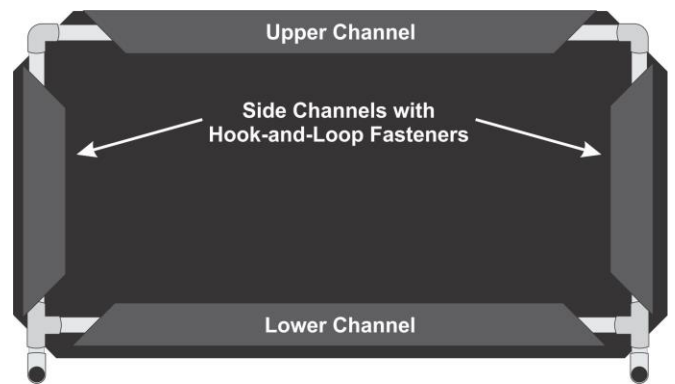 Upper Channel
Side Channels with
Hook-and-Loop Fasteners
Lower Channel